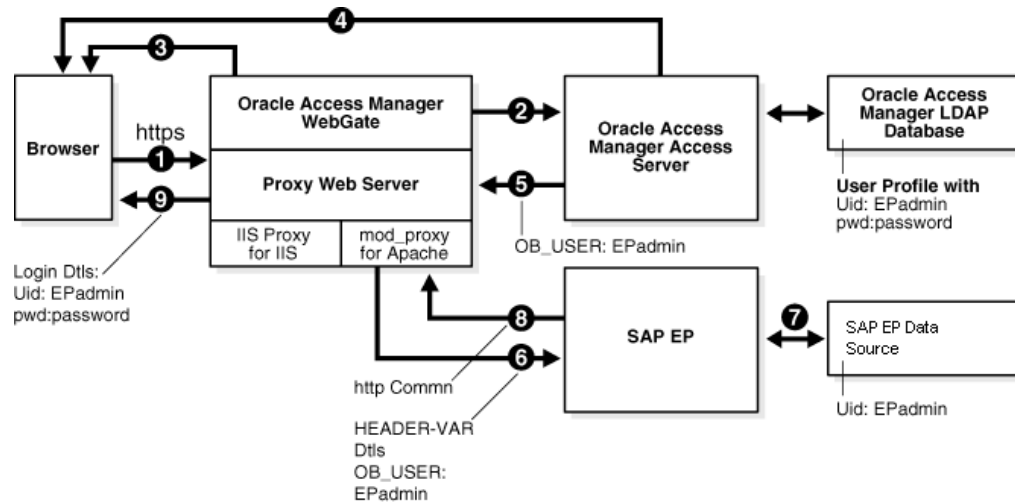 4
3
Oracle Access Manager
WebGate
2
Oracle Access
Manager Access
Server
Oracle Access
Manager LDAP
Database
Browser
https
1
Proxy Web Server
5
9
User Profile with
Uid: EPadmin
pwd:password
IIS Proxy
for IIS
mod_proxy
for Apache
OB_USER: EPadmin
Login Dtls:
Uid: EPadmin
pwd:password
8
SAP EP
7
SAP EP Data
Source
6
http Commn
Uid: EPadmin
HEADER-VAR
Dtls
OB_USER:
EPadmin